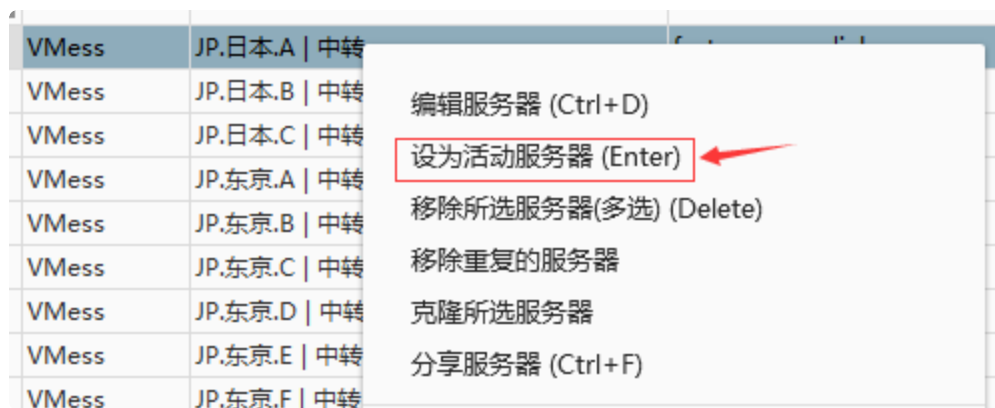 VMess JP.日本.A | 中转
VMess JP.日本.B | 中转
VMess JP.日本.C | 中转
VMess JP.东京.A | 中转
VMess JP.东京.B | 中转
VMess JP.东京.C | 中转
VMess JP.东京.D | 中转
VMess JP.东京.E | 中转
VMess JP.东京.F | 中转
编辑服务器 (Ctrl+D)
设为活动服务器 (Enter)
移除所选服务器(多选) (Delete)
移除重复的服务器
克隆所选服务器
分享服务器 (Ctrl+F)